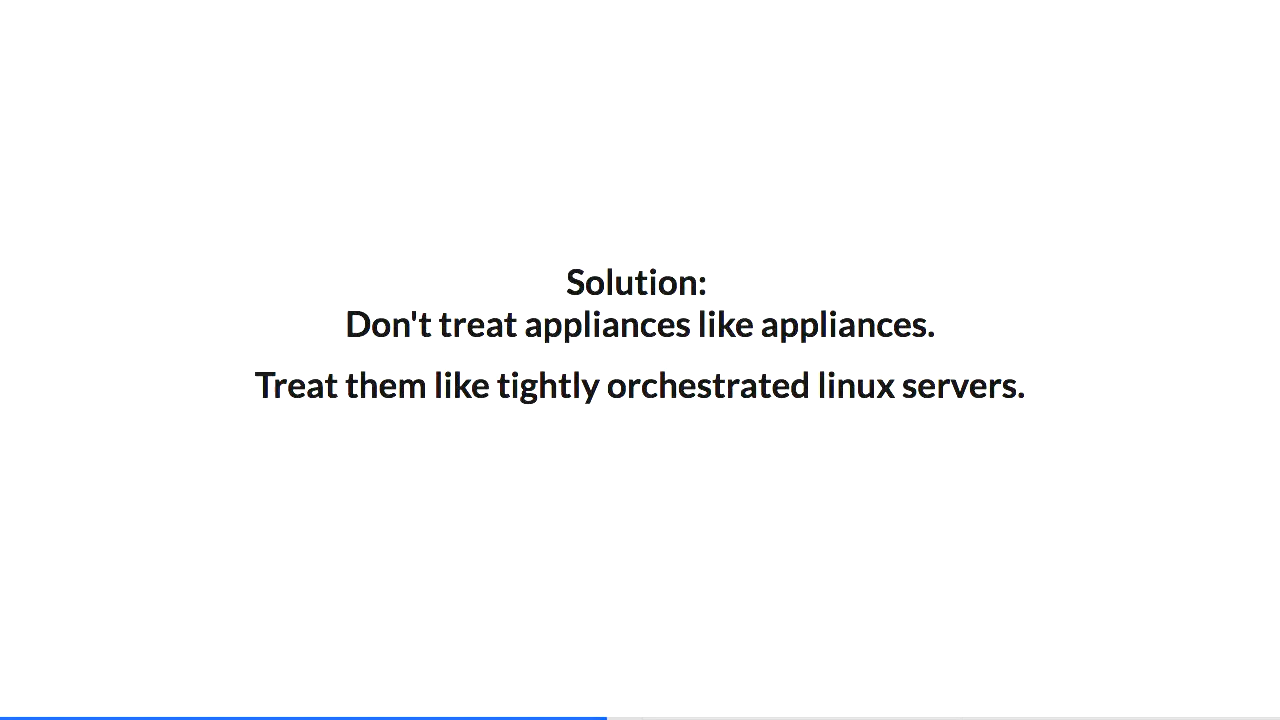 Solution:
Don't treat appliances like appliances.
Treat them like tightly orchestrated linux servers.